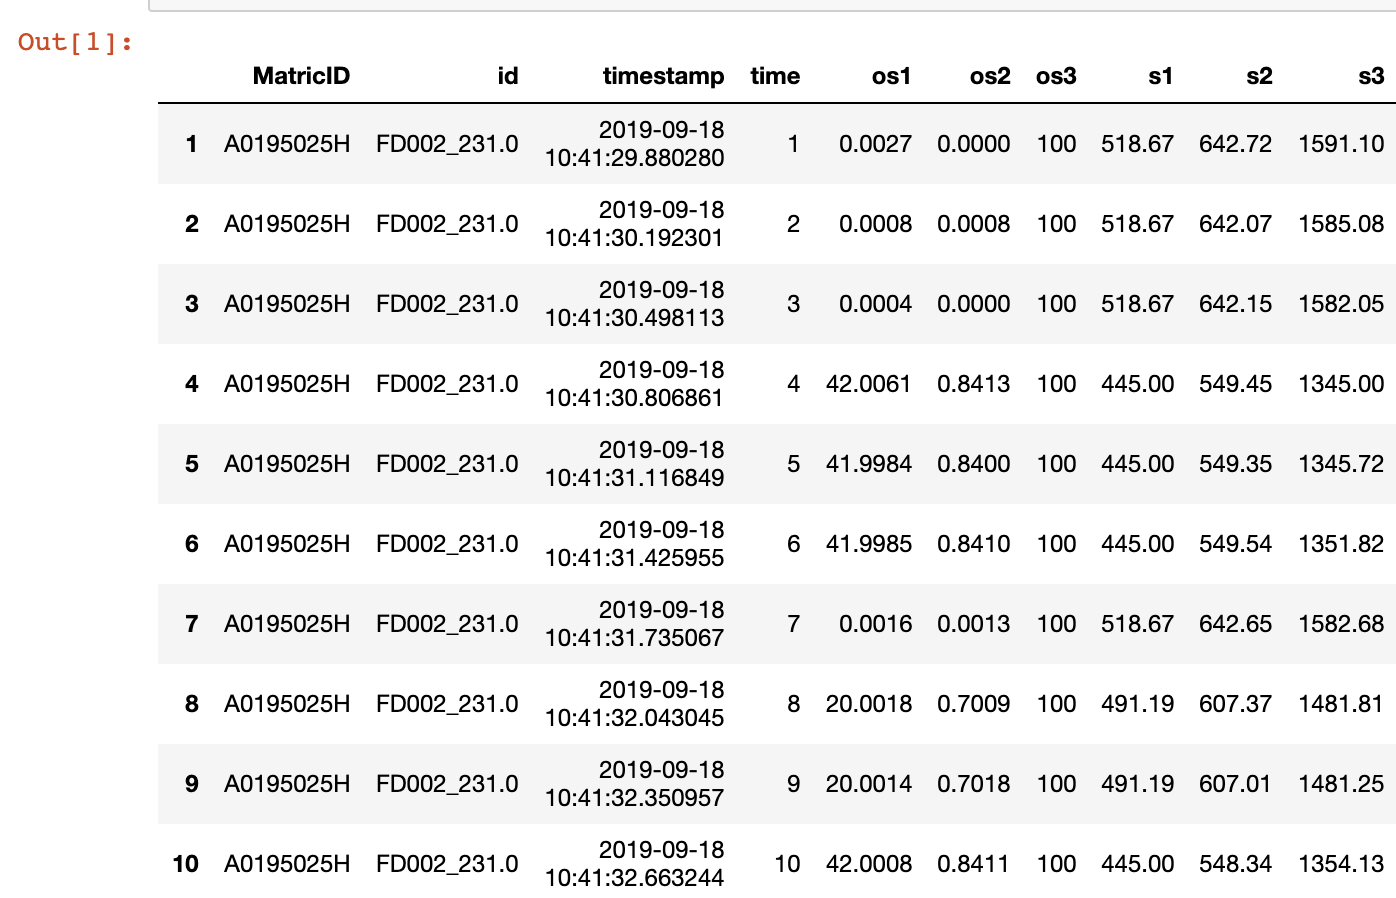 Out[1]:
MatricID id timestamp time os1 os2 os3 s1 s2 s3
1 A0195025H FD002_231.0 2019-09-18 10:41:29.880280 1 0.0027 0.0000 100 518.67 642.72 1591.10
2 A0195025H FD002_231.0 2019-09-18 10:41:30.192301 2 0.0008 0.0008 100 518.67 642.07 1585.08
3 A0195025H FD002_231.0 2019-09-18 10:41:30.498113 3 0.0004 0.0000 100 518.67 642.15 1582.05
4 A0195025H FD002_231.0 2019-09-18 10:41:30.806861 4 42.0061 0.8413 100 445.00 549.45 1345.00
5 A0195025H FD002_231.0 2019-09-18 10:41:31.116849 5 41.9984 0.8400 100 445.00 549.35 1345.72
6 A0195025H FD002_231.0 2019-09-18 10:41:31.425955 6 41.9985 0.8410 100 445.00 549.54 1351.82
7 A0195025H FD002_231.0 2019-09-18 10:41:31.735067 7 0.0016 0.0013 100 518.67 642.65 1582.68
8 A0195025H FD002_231.0 2019-09-18 10:41:32.043045 8 20.0018 0.7009 100 491.19 607.37 1481.81
9 A0195025H FD002_231.0 2019-09-18 10:41:32.350957 9 20.0014 0.7018 100 491.19 607.01 1481.25
10 A0195025H FD002_231.0 2019-09-18 10:41:32.663244 10 42.0008 0.8411 100 445.00 548.34 1354.13